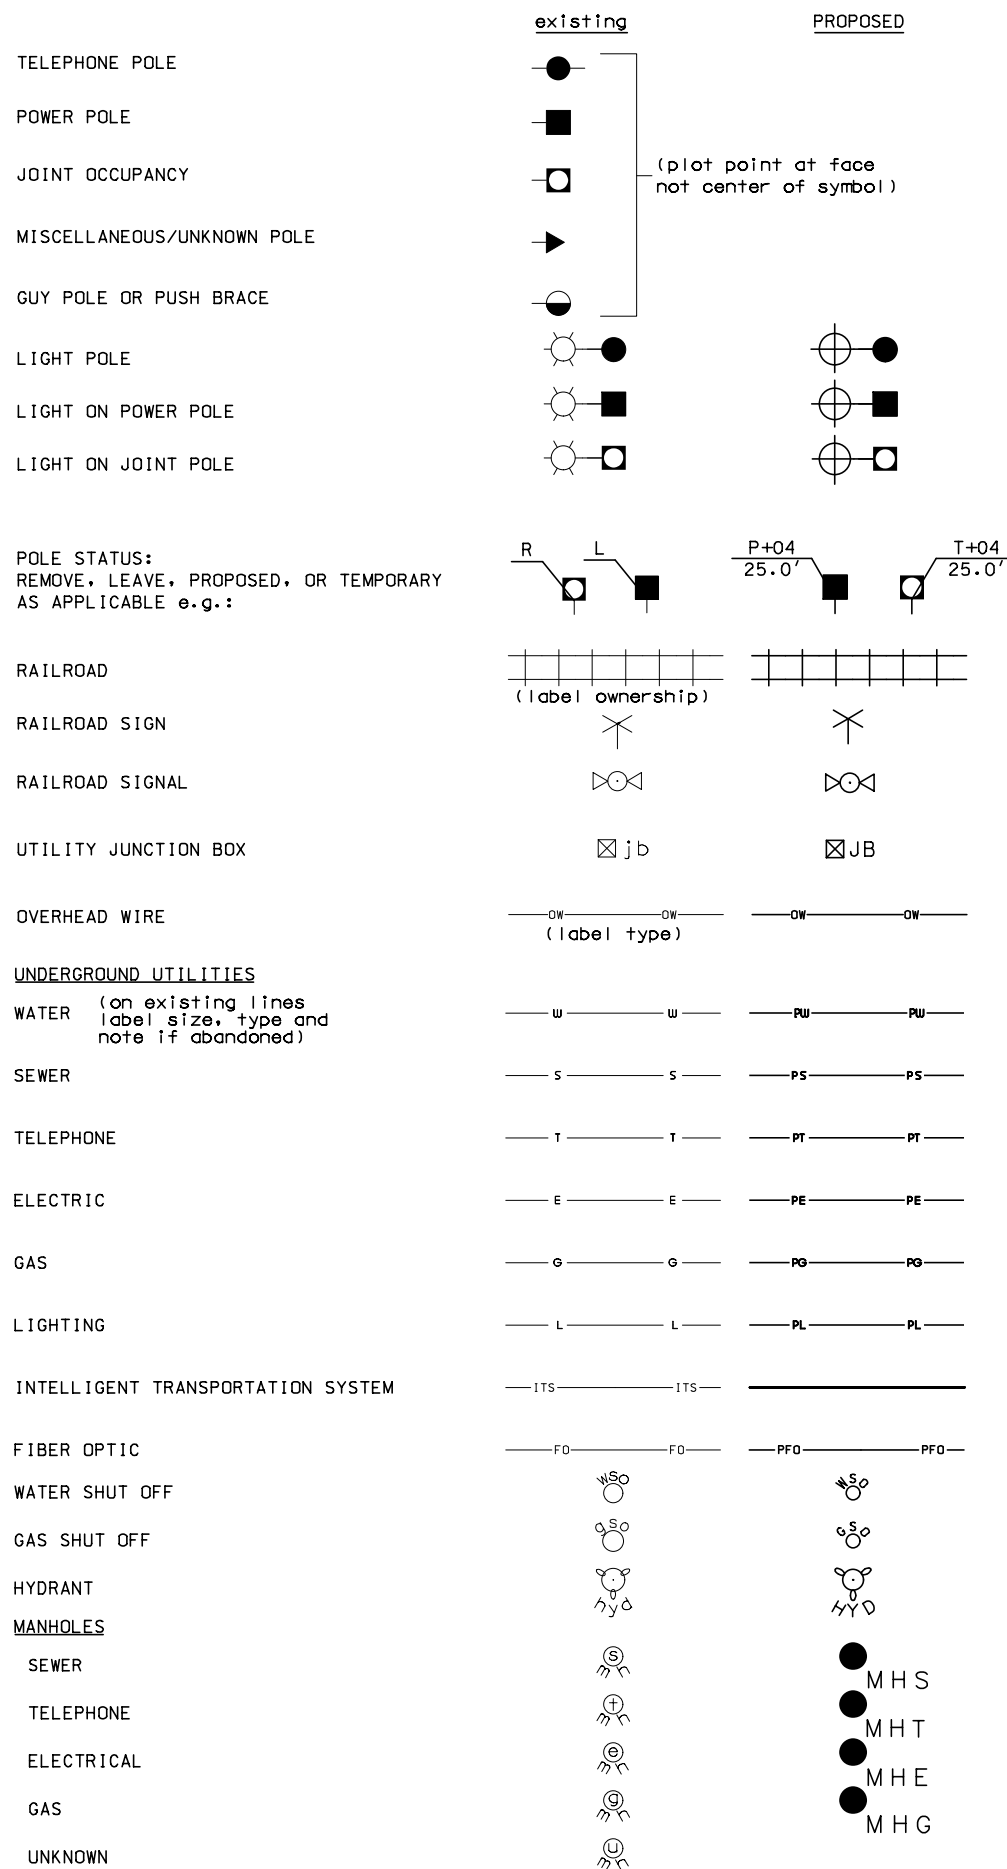 existing PROPOSED
TELEPHONE POLE
POWER POLE
JOINT OCCUPANCY
(plot point at face
not center of symbol)
MISCELLANEOUS/UNKNOWN POLE
GUY POLE OR PUSH BRACE
LIGHT POLE
LIGHT ON POWER POLE
LIGHT ON JOINT POLE
POLE STATUS:
REMOVE, LEAVE, PROPOSED, OR TEMPORARY
AS APPLICABLE e.g.:
R L P+04 T+04
25.0' 25.0'
RAILROAD
(label ownership)
RAILROAD SIGN
RAILROAD SIGNAL
UTILITY JUNCTION BOX jb JB
OVERHEAD WIRE OW OW OW OW
(label type)
UNDERGROUND UTILITIES
WATER W W PW PW
(on existing lines
label size, type and
note if abandoned)
SEWER S S PS PS
TELEPHONE T T PT PT
ELECTRIC E E PE PE
GAS G G PG PG
LIGHTING L L PL PL
INTELLIGENT TRANSPORTATION SYSTEM ITS ITS
FIBER OPTIC FO FO PFO PFO
WATER SHUT OFF wso WSO
GAS SHUT OFF gso GSO
HYDRANT hyd HYD
MANHOLES
SEWER s mh MHS
TELEPHONE t mh MHT
ELECTRICAL e mh MHE
GAS g mh MHG
UNKNOWN u mh